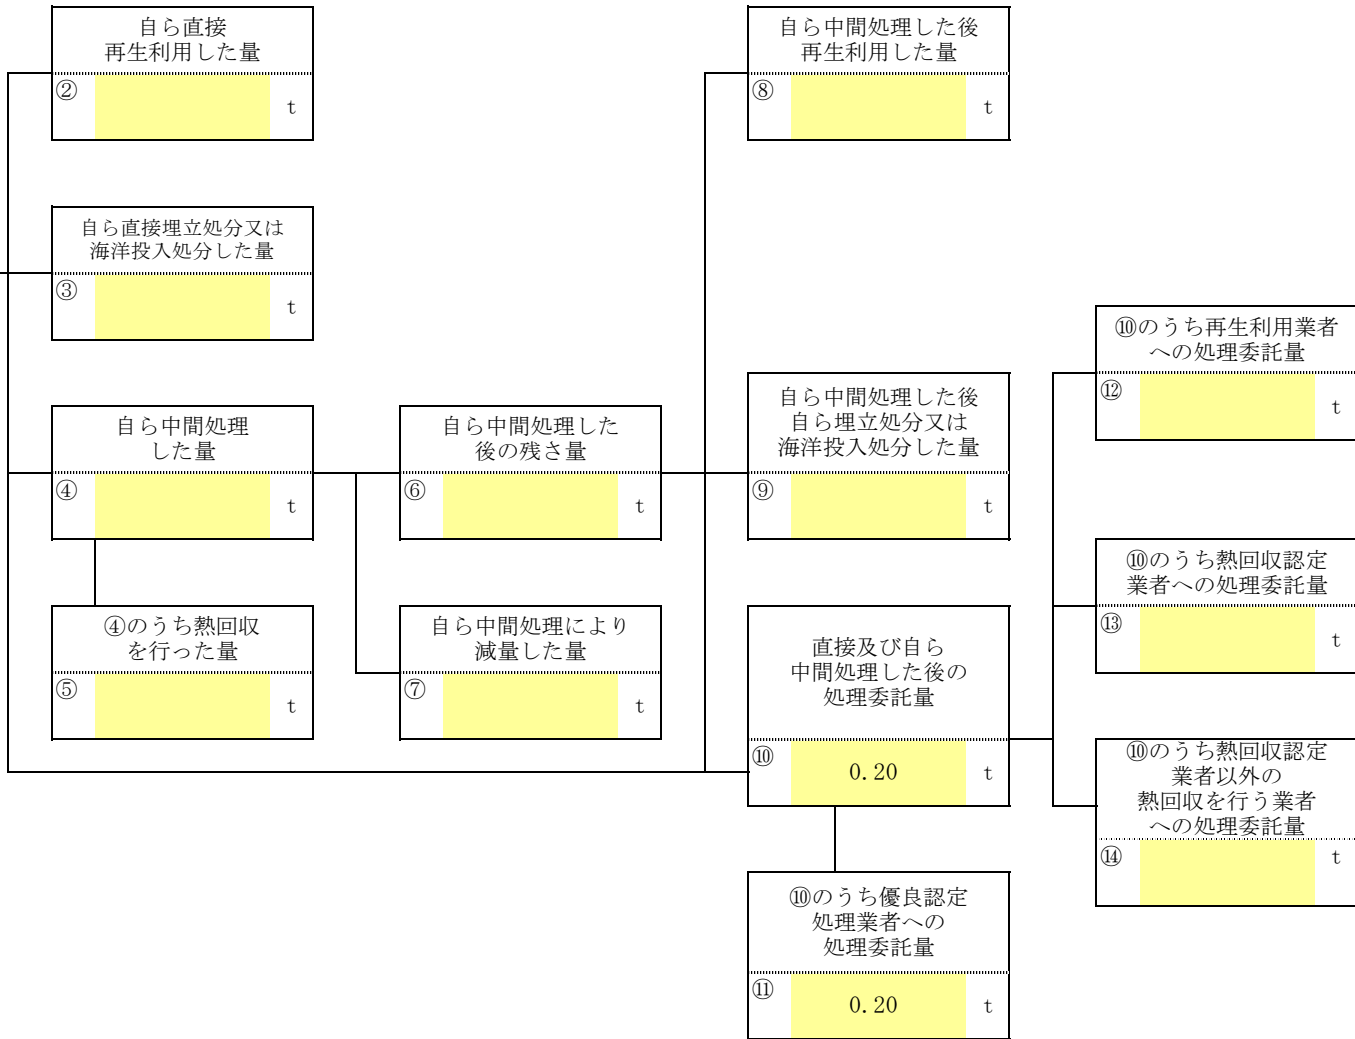 自ら直接
再生利用した量
②
t
自ら中間処理した後
再生利用した量
⑧
t
自ら直接埋立処分又は
海洋投入処分した量
③
t
⑩のうち再生利用業者
への処理委託量
⑫
t
自ら中間処理
した量
④
t
自ら中間処理した
後の残さ量
⑥
t
自ら中間処理した後
自ら埋立処分又は
海洋投入処分した量
⑨
t
⑩のうち熱回収認定
業者への処理委託量
⑬
t
④のうち熱回収
を行った量
⑤
t
自ら中間処理により
減量した量
⑦
t
直接及び自ら
中間処理した後の
処理委託量
⑩
0.20
t
⑩のうち熱回収認定
業者以外の
熱回収を行う業者
への処理委託量
⑭
t
⑩のうち優良認定
処理業者への
処理委託量
⑪
0.20
t